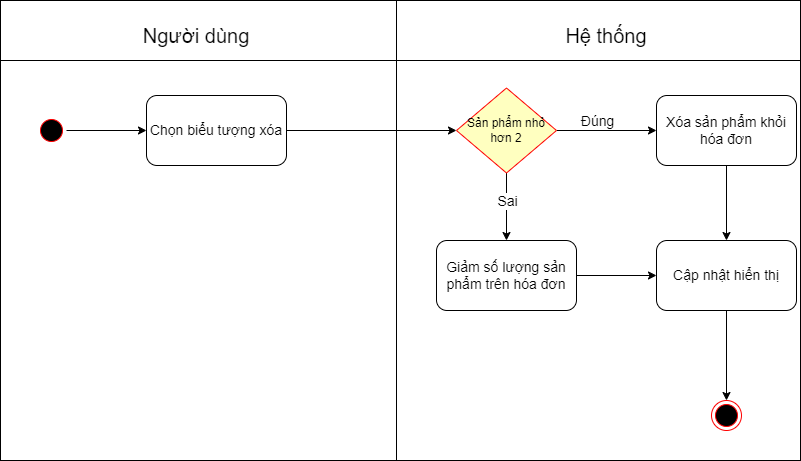 Người dùng
Hệ thống
Chọn biểu tượng xóa
Sản phẩm nhỏ
hơn 2
Đúng
Xóa sản phẩm khỏi
hóa đơn
Sai
Giảm số lượng sản
phẩm trên hóa đơn
Cập nhật hiển thị